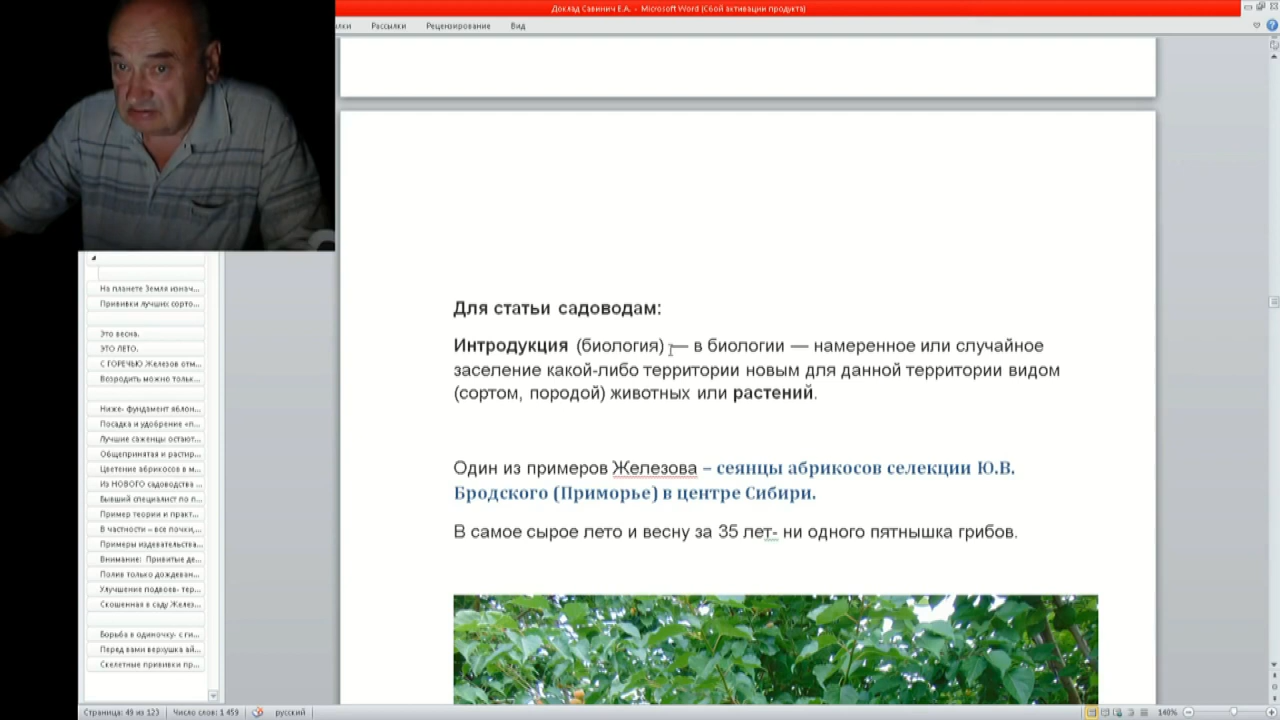 Доклад Савинич Е.А. - Microsoft Word (Сбой активации продукта)
Рассылки Рецензирование Вид
Для статьи садоводам:
Интродукция (биология) — в биологии — намеренное или случайное
заселение какой-либо территории новым для данной территории видом
(сортом, породой) животных или растений.
Один из примеров Железова – сеянцы абрикосов селекции Ю.В.
Бродского (Приморье) в центре Сибири.
В самое сырое лето и весну за 35 лет- ни одного пятнышка грибов.
На планете Земля изнач...
Прививки лучших сорто...
Это весна.
ЭТО ЛЕТО.
С ГОРЕЧЬЮ Железов отм...
Возродить можно тольк...
Ниже- фундамент яблон...
Посадка и удобрение «п...
Лучшие саженцы остают...
Общепринятая и растир...
Цветение абрикосов в м...
Из НОВОГО садоводства ...
Бывший специалист по п...
Пример теории и практ...
В частности – все почки,...
Примеры издевательства...
Внимание: Привитые де...
Полив только дождеван...
Улучшение подвоев- тер...
Скошенная в саду Желез...
Борьба в одиночку- с ги...
Перед вами верхушка ай...
Скелетные прививки пр...
Страница: 49 из 123 Число слов: 1 459 русский 140%